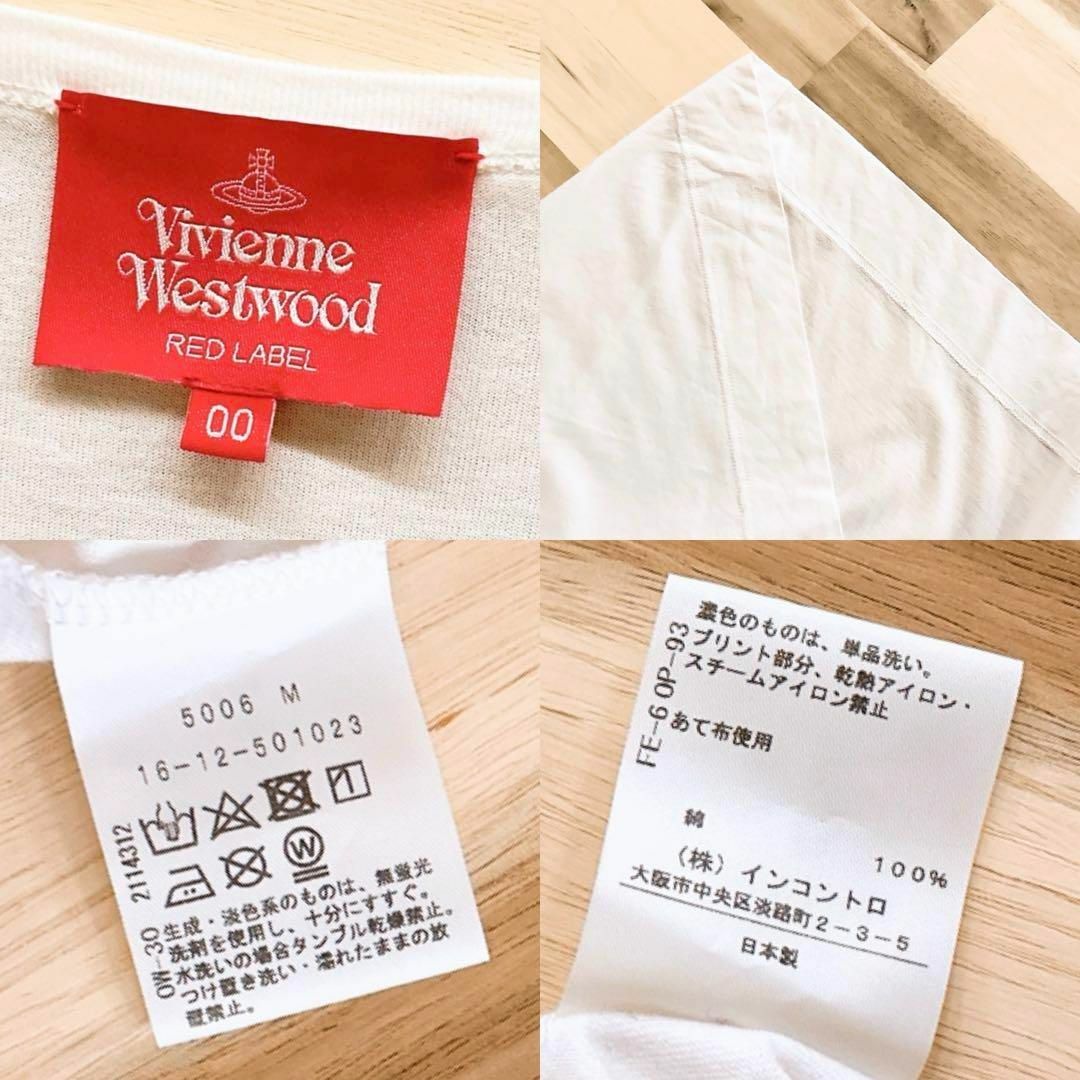 Vivienne
Westwood
RED LABEL
00
5006 M
16-12-501023
W
2114312
OW-30
生成・淡色系のものは、無蛍光
洗剤を使用し、十分にすすぐ。
水洗いの場合タンブル乾燥禁止。
つけ置き洗い・濡れたままの放
置禁止。
濃色のものは、単品洗い。
プリント部分、乾熱アイロン・
スチームアイロン禁止
あて布使用
FE-60P-93
綿
100%
(株)インコントロ
大阪市中央区淡路町2-3-5
日本製